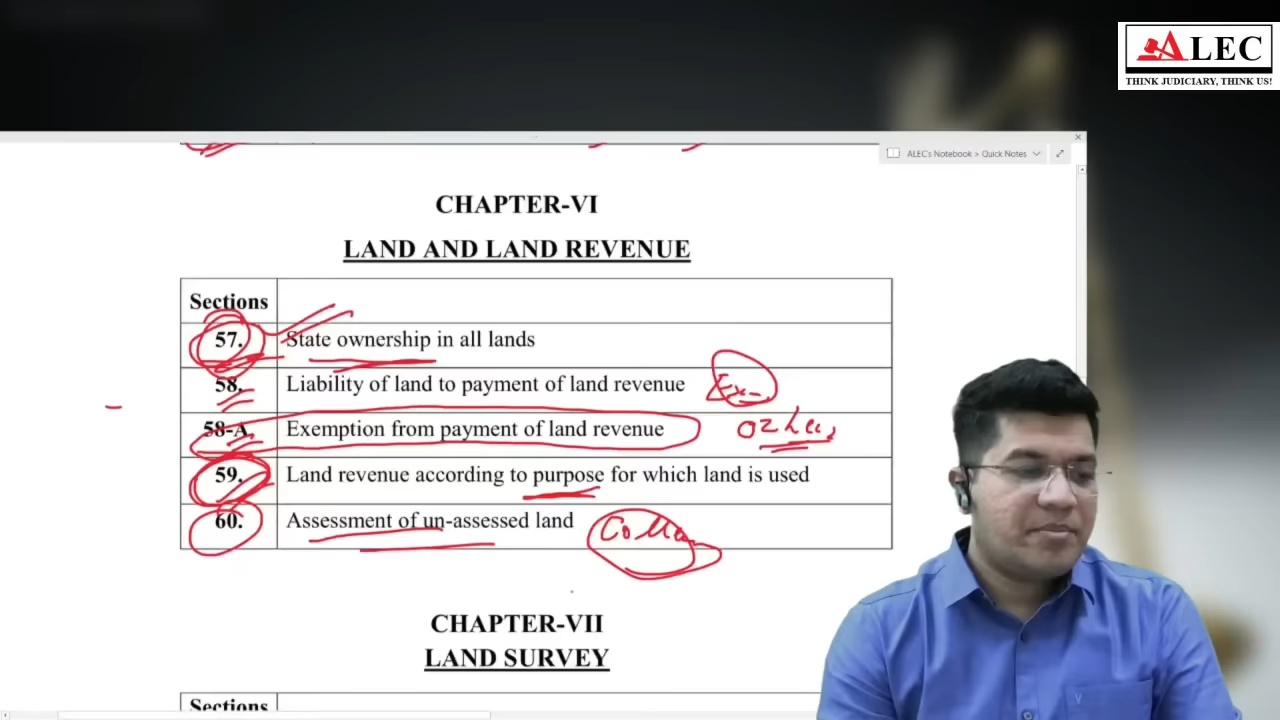 ALEC
THINK JUDICIARY, THINK US!
ALEC's Notebook > Quick Notes
CHAPTER-VI
LAND AND LAND REVENUE
Sections
57. State ownership in all lands
58. Liability of land to payment of land revenue
58-A. Exemption from payment of land revenue
59. Land revenue according to purpose for which land is used
60. Assessment of un-assessed land
CHAPTER-VII
LAND SURVEY
Sections